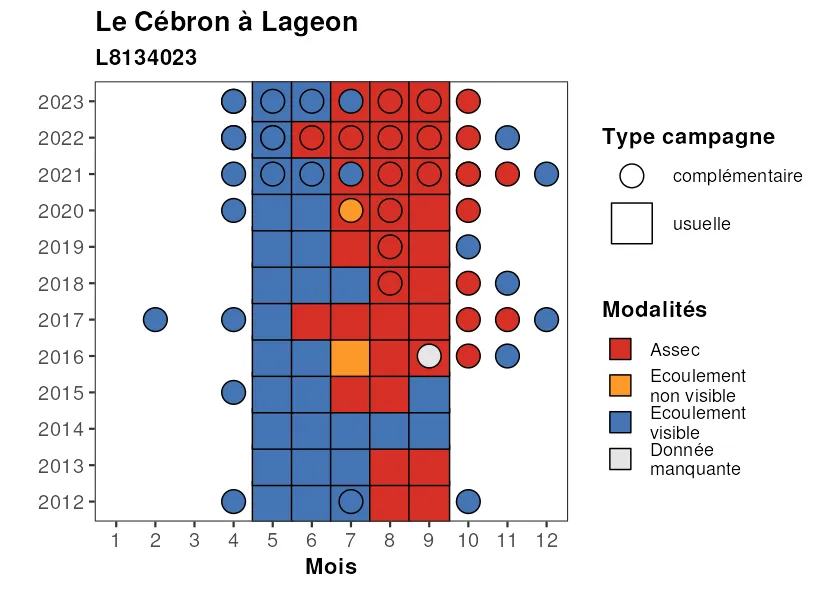 Le Cébron à Lageon
L8134023
2023
2022
2021
2020
2019
2018
2017
2016
2015
2014
2013
2012
1 2 3 4 5 6 7 8 9 10 11 12
Mois
Type campagne
complémentaire
usuelle
Modalités
Assec
Ecoulement
non visible
Ecoulement
visible
Donnée
manquante